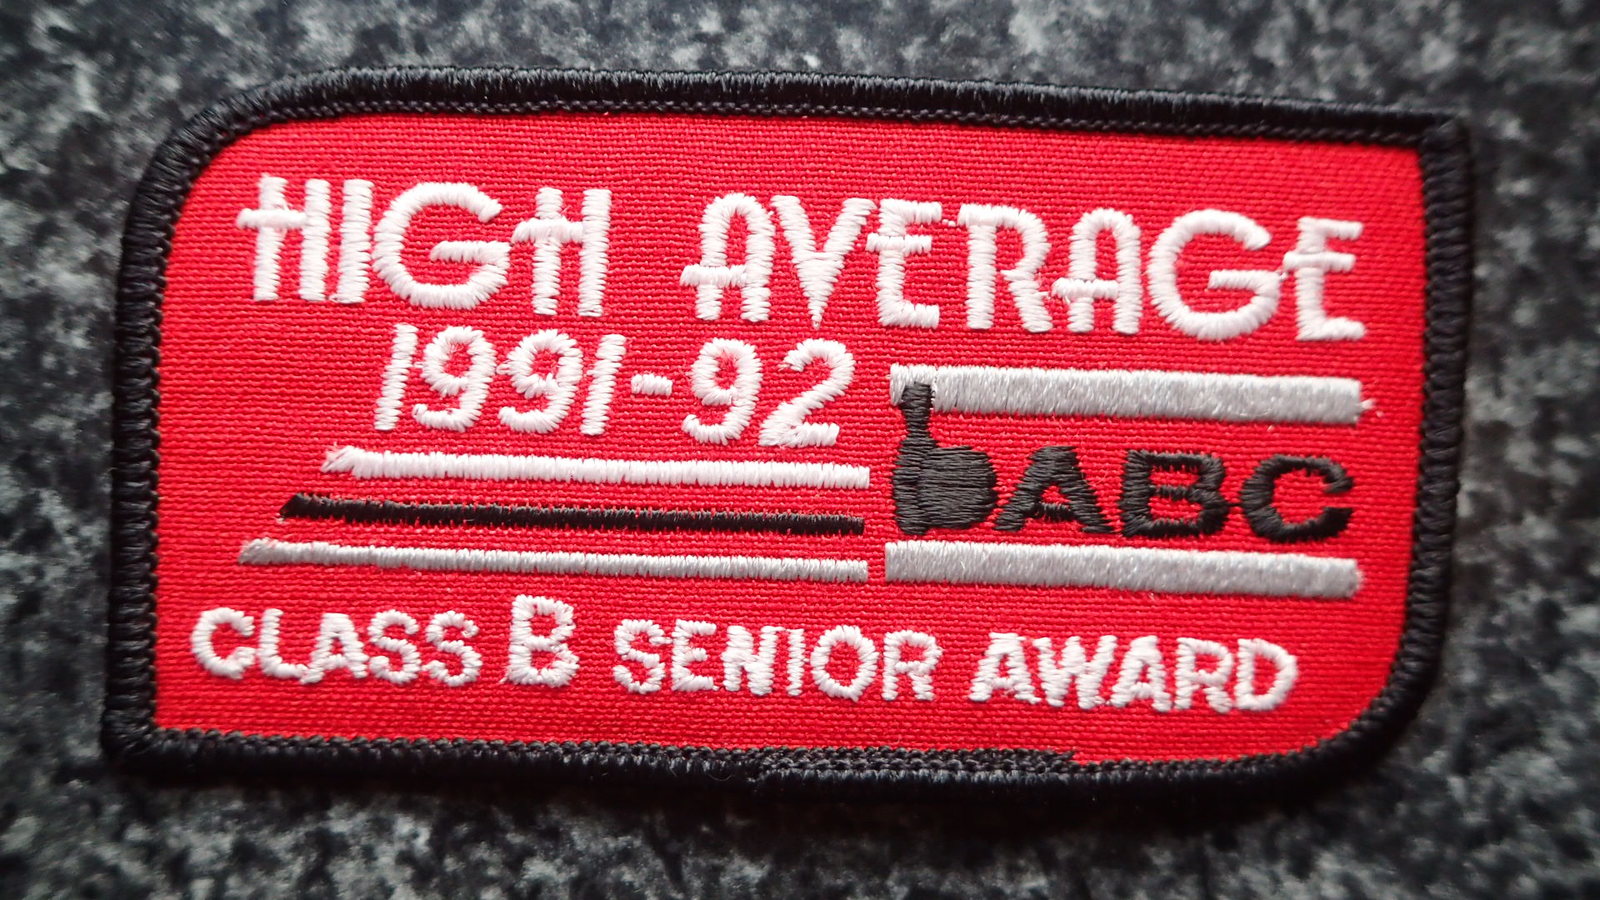 HIGH AVERAGE
1991-92
ABC
CLASS B SENIOR AWARD